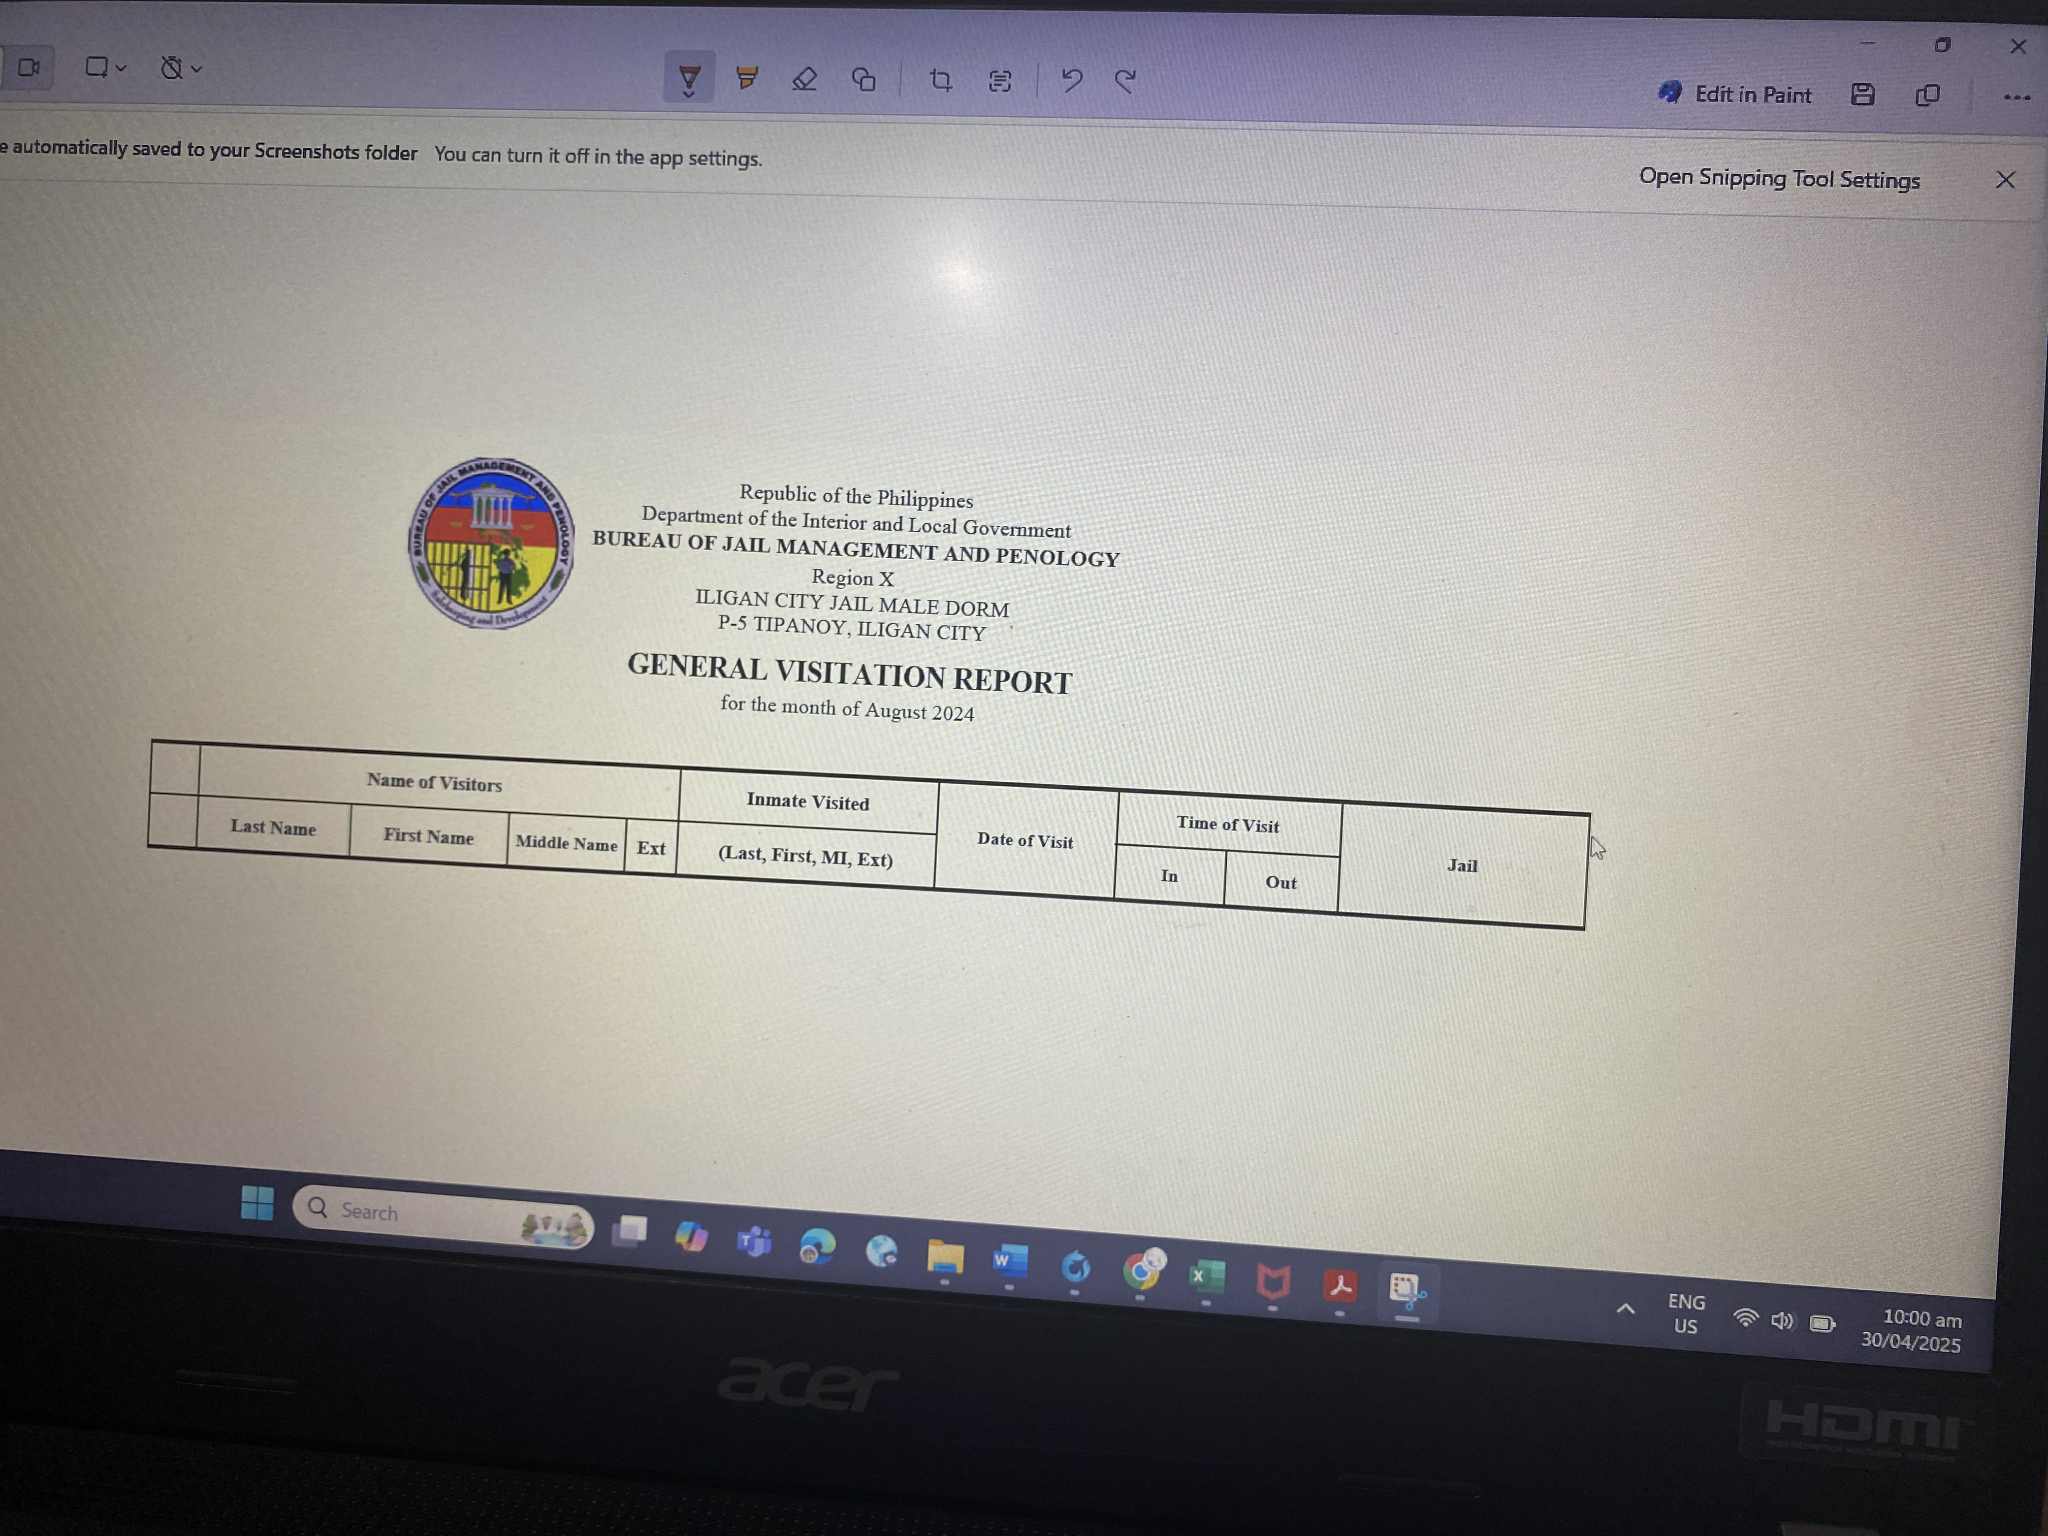 Edit in Paint
e automatically saved to your Screenshots folder You can turn it off in the app settings.
Open Snipping Tool Settings
BUREAU OF JAIL MANAGEMENT AND PENOLOGY
Safekeeping and Development
Republic of the Philippines
Department of the Interior and Local Government
BUREAU OF JAIL MANAGEMENT AND PENOLOGY
Region X
ILIGAN CITY JAIL MALE DORM
P-5 TIPANOY, ILIGAN CITY
GENERAL VISITATION REPORT
for the month of August 2024
Name of Visitors Inmate Visited Date of Visit Time of Visit Jail
Last Name First Name Middle Name Ext (Last, First, MI, Ext) In Out
Search
ENG
US
10:00 am
30/04/2025
acer
HDMI